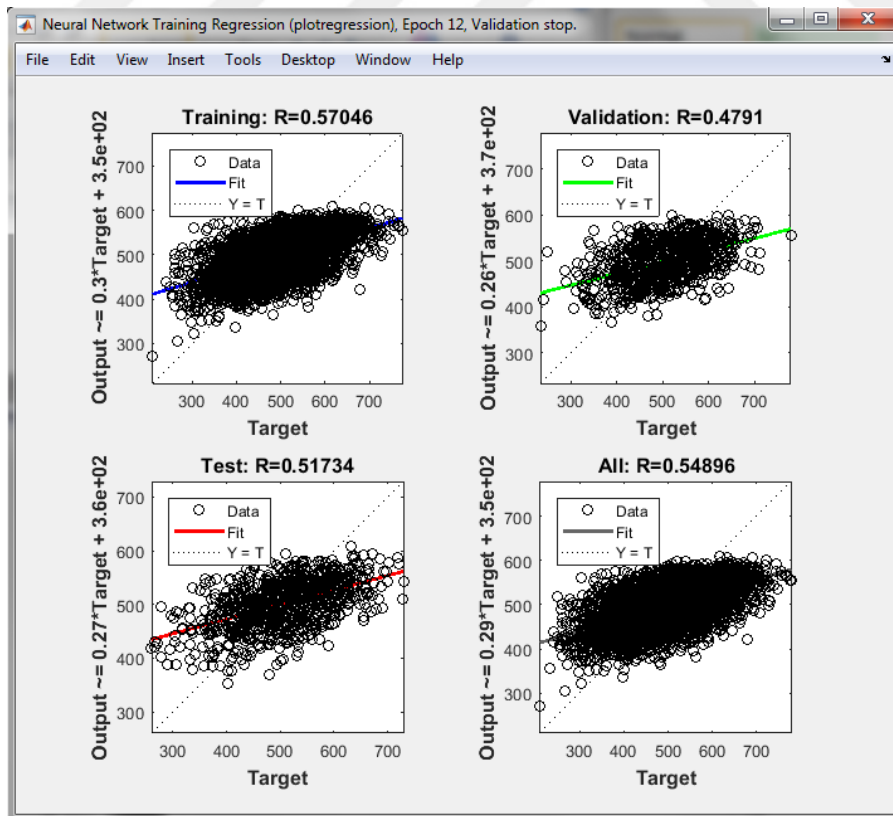 Neural Network Training Regression (plotregression), Epoch 12, Validation stop.
File Edit View Insert Tools Desktop Window Help
Training: R=0.57046
Output ~= 0.3*Target + 3.5e+02
Data
Fit
Y = T
700
600
500
400
300
300 400 500 600 700
Target
Validation: R=0.4791
Output ~= 0.26*Target + 3.7e+02
Data
Fit
Y = T
700
600
500
400
300
300 400 500 600 700
Target
Test: R=0.51734
Output ~= 0.27*Target + 3.6e+02
Data
Fit
Y = T
700
600
500
400
300
300 400 500 600 700
Target
All: R=0.54896
Output ~= 0.29*Target + 3.5e+02
Data
Fit
Y = T
700
600
500
400
300
300 400 500 600 700
Target